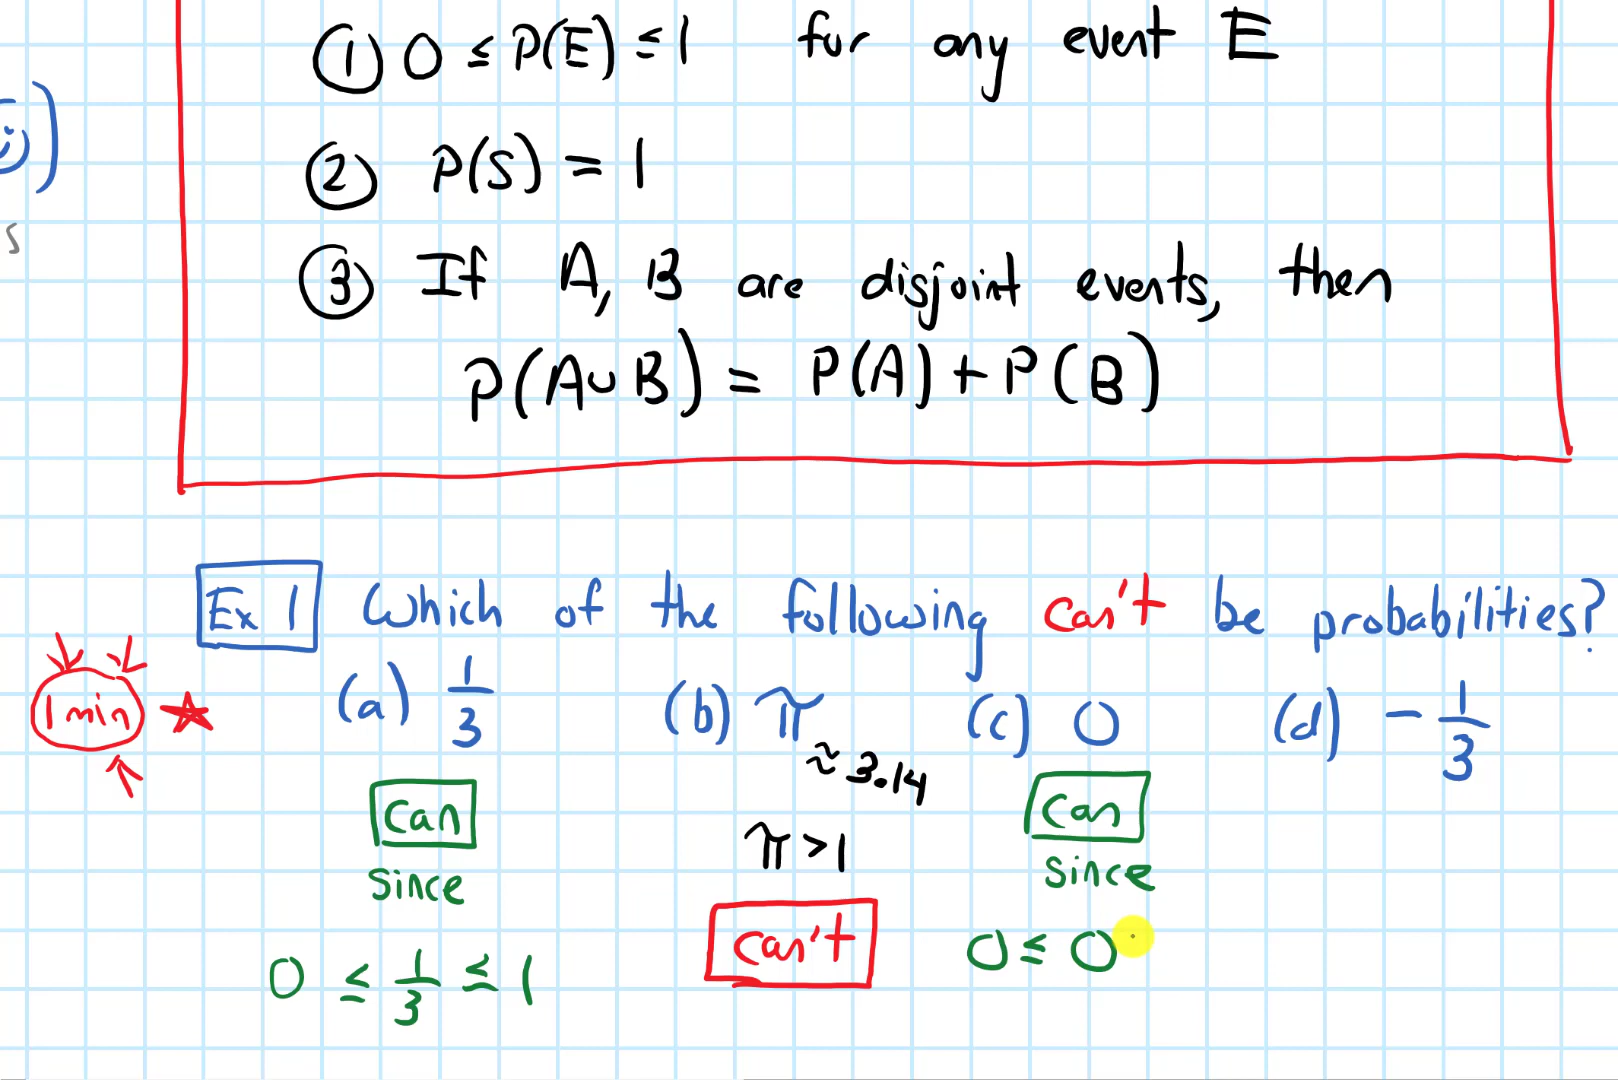 ① 0 ≤ P(E) ≤ 1 for any event E
② P(S) = 1
③ If A, B are disjoint events, then
P(A∪B) = P(A) + P(B)
Ex 1 Which of the following can't be probabilities?
1 min
(a) 1/3 (b) π ≈ 3.14 (c) 0 (d) -1/3
can can
π > 1
since since
can't
0 ≤ 1/3 ≤ 1 0 ≤ 0